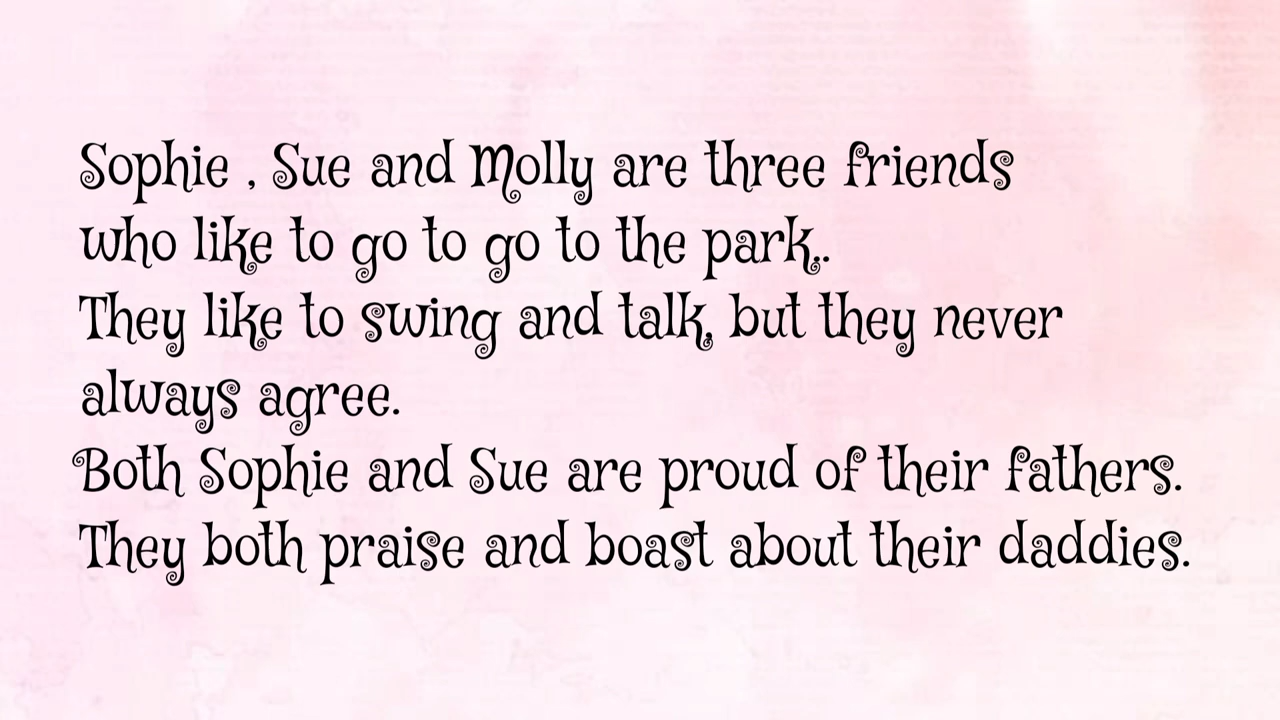 Sophie , Sue and Molly are three friends
who like to go to go to the park..
They like to swing and talk, but they never
always agree.
Both Sophie and Sue are proud of their fathers.
They both praise and boast about their daddies.